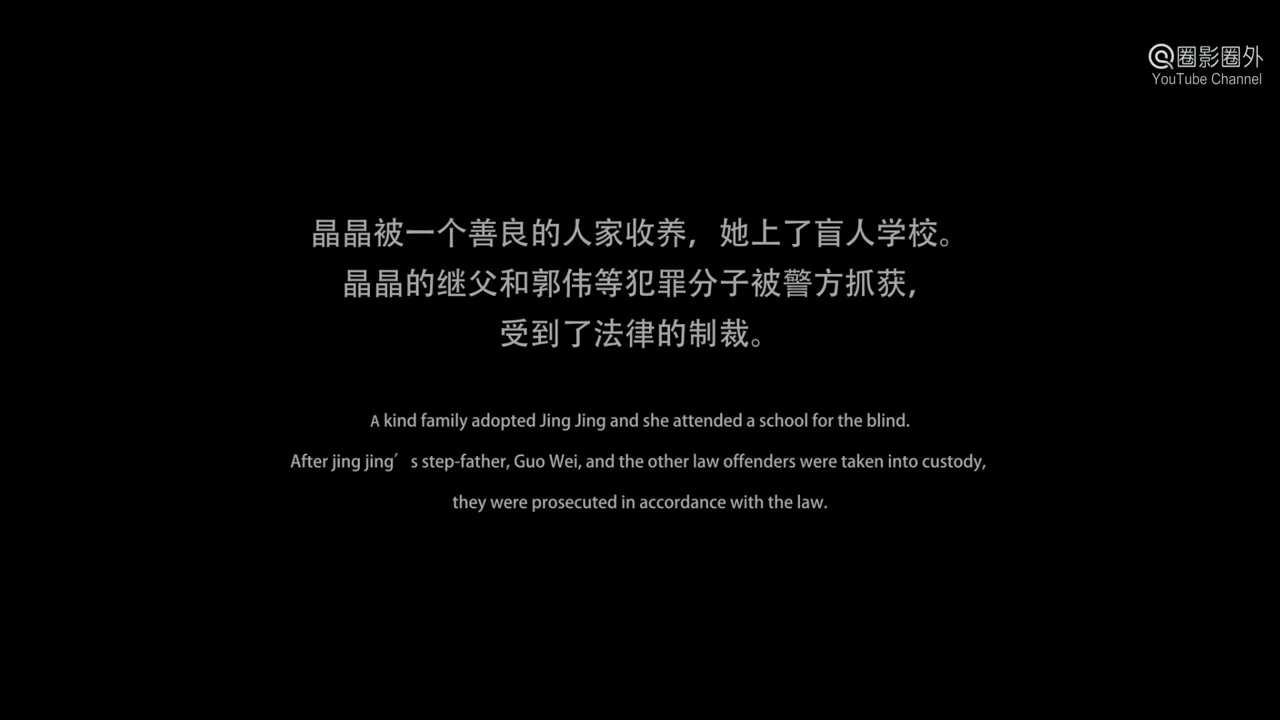 圈影圈外
YouTube Channel
晶晶被一个善良的人家收养，她上了盲人学校。
晶晶的继父和郭伟等犯罪分子被警方抓获，
受到了法律的制裁。
A kind family adopted Jing Jing and she attended a school for the blind.
After jing jing′ s step-father, Guo Wei, and the other law offenders were taken into custody,
they were prosecuted in accordance with the law.